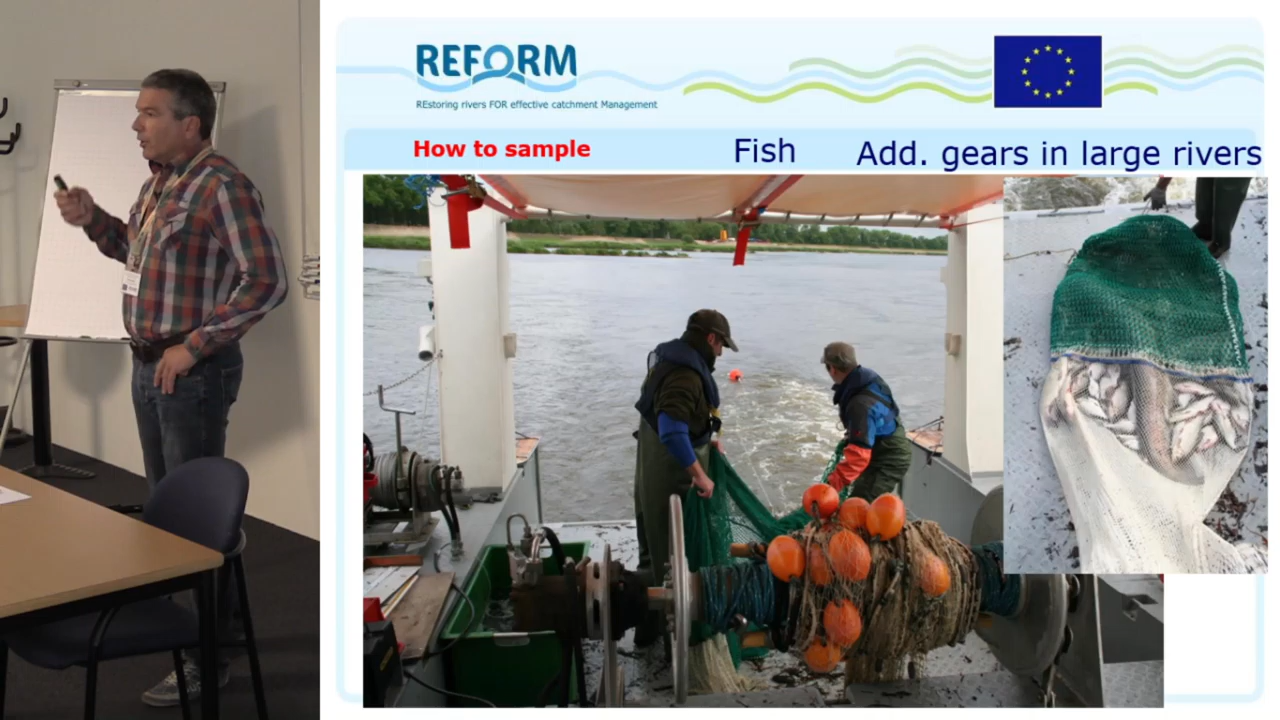 REFORM
REstoring rivers FOR effective catchment Management
How to sample
Fish
Add. gears in large rivers